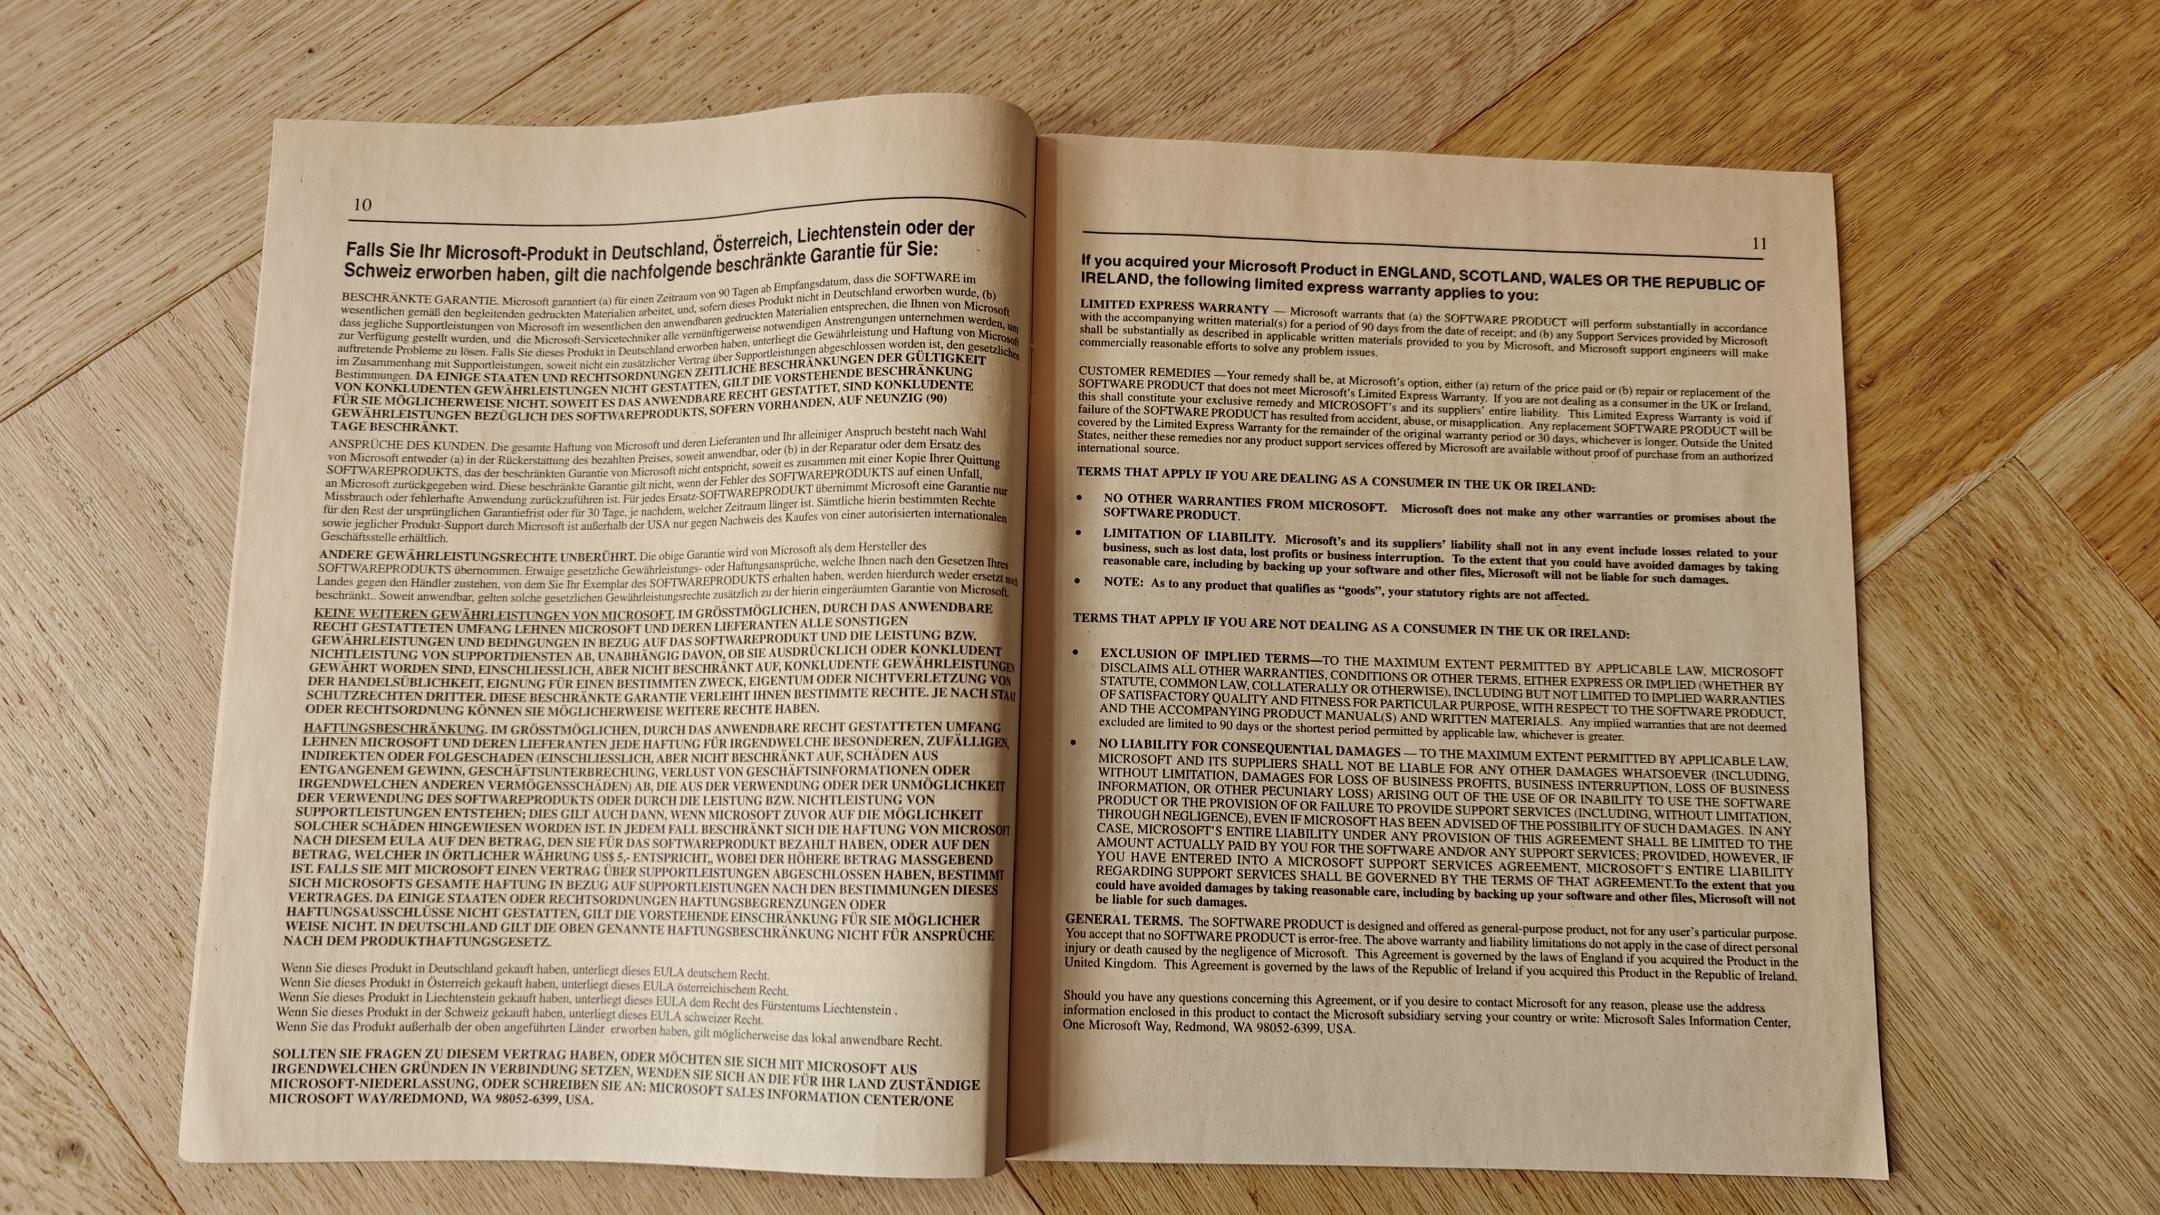 10
Falls Sie Ihr Microsoft-Produkt in Deutschland, Österreich, Liechtenstein oder der
Schweiz erworben haben, gilt die nachfolgende beschränkte Garantie für Sie:
BESCHRÄNKTE GARANTIE. Microsoft garantiert (a) für einen Zeitraum von 90 Tagen ab Empfangsdatum, dass die SOFTWARE im
wesentlichen gemäß den begleitenden gedruckten Materialien arbeitet, und, sofern dieses Produkt nicht in Deutschland erworben wurde, (b)
dass jegliche Supportleistungen von Microsoft im wesentlichen den anwendbaren gedruckten Materialien entsprechen, die Ihnen von Microsoft
zur Verfügung gestellt wurden, und die Microsoft-Servicetechniker alle vernünftigerweise notwendigen Anstrengungen unternehmen werden, um
auftretende Probleme zu lösen. Falls Sie dieses Produkt in Deutschland erworben haben, unterliegt die Gewährleistung und Haftung von Microsoft
im Zusammenhang mit Supportleistungen, soweit nicht ein zusätzlicher Vertrag über Supportleistungen abgeschlossen worden ist, den gesetzlichen
Bestimmungen. DA EINIGE STAATEN UND RECHTSORDNUNGEN ZEITLICHE BESCHRÄNKUNGEN DER GÜLTIGKEIT
VON KONKLUDENTEN GEWÄHRLEISTUNGEN NICHT GESTATTEN, GILT DIE VORSTEHENDE BESCHRÄNKUNG
FÜR SIE MÖGLICHERWEISE NICHT. SOWEIT ES DAS ANWENDBARE RECHT GESTATTET, SIND KONKLUDENTE
GEWÄHRLEISTUNGEN BEZÜGLICH DES SOFTWAREPRODUKTS, SOFERN VORHANDEN, AUF NEUNZIG (90)
TAGE BESCHRÄNKT.
ANSPRÜCHE DES KUNDEN. Die gesamte Haftung von Microsoft und deren Lieferanten und Ihr alleiniger Anspruch besteht nach Wahl
von Microsoft entweder (a) in der Rückerstattung des bezahlten Preises, soweit anwendbar, oder (b) in der Reparatur oder dem Ersatz des
SOFTWAREPRODUKTS, das der beschränkten Garantie von Microsoft nicht entspricht, soweit es zusammen mit einer Kopie Ihrer Quittung
an Microsoft zurückgegeben wird. Diese beschränkte Garantie gilt nicht, wenn der Fehler des SOFTWAREPRODUKTS auf einen Unfall,
Missbrauch oder fehlerhafte Anwendung zurückzuführen ist. Für jedes Ersatz-SOFTWAREPRODUKT übernimmt Microsoft eine Garantie nur
für den Rest der ursprünglichen Garantiefrist oder für 30 Tage, je nachdem, welcher Zeitraum länger ist. Sämtliche hierin bestimmten Rechte
sowie jeglicher Produkt-Support durch Microsoft ist außerhalb der USA nur gegen Nachweis des Kaufes von einer autorisierten internationalen
Geschäftsstelle erhältlich.
ANDERE GEWÄHRLEISTUNGSRECHTE UNBERÜHRT. Die obige Garantie wird von Microsoft als dem Hersteller des
SOFTWAREPRODUKTS übernommen. Etwaige gesetzliche Gewährleistungs- oder Haftungsansprüche, welche Ihnen nach den Gesetzen Ihres
Landes gegen den Händler zustehen, von dem Sie Ihr Exemplar des SOFTWAREPRODUKTS erhalten haben, werden hierdurch weder ersetzt noch
beschränkt.. Soweit anwendbar, gelten solche gesetzlichen Gewährleistungsrechte zusätzlich zu der hierin eingeräumten Garantie von Microsoft.
KEINE WEITEREN GEWÄHRLEISTUNGEN VON MICROSOFT. IM GRÖSSTMÖGLICHEN, DURCH DAS ANWENDBARE
RECHT GESTATTETEN UMFANG LEHNEN MICROSOFT UND DEREN LIEFERANTEN ALLE SONSTIGEN
GEWÄHRLEISTUNGEN UND BEDINGUNGEN IN BEZUG AUF DAS SOFTWAREPRODUKT UND DIE LEISTUNG BZW.
NICHTLEISTUNG VON SUPPORTDIENSTEN AB, UNABHÄNGIG DAVON, OB SIE AUSDRÜCKLICH ODER KONKLUDENT
GEWÄHRT WORDEN SIND, EINSCHLIESSLICH, ABER NICHT BESCHRÄNKT AUF, KONKLUDENTE GEWÄHRLEISTUNGEN
DER HANDELSÜBLICHKEIT, EIGNUNG FÜR EINEN BESTIMMTEN ZWECK, EIGENTUM ODER NICHTVERLETZUNG VON
SCHUTZRECHTEN DRITTER. DIESE BESCHRÄNKTE GARANTIE VERLEIHT IHNEN BESTIMMTE RECHTE. JE NACH STAAT
ODER RECHTSORDNUNG KÖNNEN SIE MÖGLICHERWEISE WEITERE RECHTE HABEN.
HAFTUNGSBESCHRÄNKUNG. IM GRÖSSTMÖGLICHEN, DURCH DAS ANWENDBARE RECHT GESTATTETEN UMFANG
LEHNEN MICROSOFT UND DEREN LIEFERANTEN JEDE HAFTUNG FÜR IRGENDWELCHE BESONDEREN, ZUFÄLLIGEN,
INDIREKTEN ODER FOLGESCHADEN (EINSCHLIESSLICH, ABER NICHT BESCHRÄNKT AUF, SCHÄDEN AUS
ENTGANGENEM GEWINN, GESCHÄFTSUNTERBRECHUNG, VERLUST VON GESCHÄFTSINFORMATIONEN ODER
IRGENDWELCHEN ANDEREN VERMÖGENSSCHÄDEN) AB, DIE AUS DER VERWENDUNG ODER DER UNMÖGLICHKEIT
DER VERWENDUNG DES SOFTWAREPRODUKTS ODER DURCH DIE LEISTUNG BZW. NICHTLEISTUNG VON
SUPPORTLEISTUNGEN ENTSTEHEN; DIES GILT AUCH DANN, WENN MICROSOFT ZUVOR AUF DIE MÖGLICHKEIT
SOLCHER SCHÄDEN HINGEWIESEN WORDEN IST. IN JEDEM FALL BESCHRÄNKT SICH DIE HAFTUNG VON MICROSOFT
NACH DIESEM EULA AUF DEN BETRAG, DEN SIE FÜR DAS SOFTWAREPRODUKT BEZAHLT HABEN, ODER AUF DEN
BETRAG, WELCHER IN ÖRTLICHER WÄHRUNG US$ 5,- ENTSPRICHT,, WOBEI DER HÖHERE BETRAG MASSGEBEND
IST. FALLS SIE MIT MICROSOFT EINEN VERTRAG ÜBER SUPPORTLEISTUNGEN ABGESCHLOSSEN HABEN, BESTIMMT
SICH MICROSOFTS GESAMTE HAFTUNG IN BEZUG AUF SUPPORTLEISTUNGEN NACH DEN BESTIMMUNGEN DIESES
VERTRAGES. DA EINIGE STAATEN ODER RECHTSORDNUNGEN HAFTUNGSBEGRENZUNGEN ODER
HAFTUNGSAUSSCHLÜSSE NICHT GESTATTEN, GILT DIE VORSTEHENDE EINSCHRÄNKUNG FÜR SIE MÖGLICHER
WEISE NICHT. IN DEUTSCHLAND GILT DIE OBEN GENANNTE HAFTUNGSBESCHRÄNKUNG NICHT FÜR ANSPRÜCHE
NACH DEM PRODUKTHAFTUNGSGESETZ.
Wenn Sie dieses Produkt in Deutschland gekauft haben, unterliegt dieses EULA deutschem Recht.
Wenn Sie dieses Produkt in Österreich gekauft haben, unterliegt dieses EULA österreichischem Recht.
Wenn Sie dieses Produkt in Liechtenstein gekauft haben, unterliegt dieses EULA dem Recht des Fürstentums Liechtenstein .
Wenn Sie dieses Produkt in der Schweiz gekauft haben, unterliegt dieses EULA schweizer Recht.
Wenn Sie das Produkt außerhalb der oben angeführten Länder erworben haben, gilt möglicherweise das lokal anwendbare Recht.
SOLLTEN SIE FRAGEN ZU DIESEM VERTRAG HABEN, ODER MÖCHTEN SIE SICH MIT MICROSOFT AUS
IRGENDWELCHEN GRÜNDEN IN VERBINDUNG SETZEN, WENDEN SIE SICH AN DIE FÜR IHR LAND ZUSTÄNDIGE
MICROSOFT-NIEDERLASSUNG, ODER SCHREIBEN SIE AN: MICROSOFT SALES INFORMATION CENTER/ONE
MICROSOFT WAY/REDMOND, WA 98052-6399, USA.
11
If you acquired your Microsoft Product in ENGLAND, SCOTLAND, WALES OR THE REPUBLIC OF
IRELAND, the following limited express warranty applies to you:
LIMITED EXPRESS WARRANTY — Microsoft warrants that (a) the SOFTWARE PRODUCT will perform substantially in accordance
with the accompanying written material(s) for a period of 90 days from the date of receipt; and (b) any Support Services provided by Microsoft
shall be substantially as described in applicable written materials provided to you by Microsoft, and Microsoft support engineers will make
commercially reasonable efforts to solve any problem issues.
CUSTOMER REMEDIES —Your remedy shall be, at Microsoft's option, either (a) return of the price paid or (b) repair or replacement of the
SOFTWARE PRODUCT that does not meet Microsoft's Limited Express Warranty. If you are not dealing as a consumer in the UK or Ireland,
this shall constitute your exclusive remedy and MICROSOFT's and its suppliers' entire liability. This Limited Express Warranty is void if
failure of the SOFTWARE PRODUCT has resulted from accident, abuse, or misapplication. Any replacement SOFTWARE PRODUCT will be
covered by the Limited Express Warranty for the remainder of the original warranty period or 30 days, whichever is longer. Outside the United
States, neither these remedies nor any product support services offered by Microsoft are available without proof of purchase from an authorized
international source.
TERMS THAT APPLY IF YOU ARE DEALING AS A CONSUMER IN THE UK OR IRELAND:
• NO OTHER WARRANTIES FROM MICROSOFT. Microsoft does not make any other warranties or promises about the
SOFTWARE PRODUCT.
• LIMITATION OF LIABILITY. Microsoft's and its suppliers' liability shall not in any event include losses related to your
business, such as lost data, lost profits or business interruption. To the extent that you could have avoided damages by taking
reasonable care, including by backing up your software and other files, Microsoft will not be liable for such damages.
• NOTE: As to any product that qualifies as “goods”, your statutory rights are not affected.
TERMS THAT APPLY IF YOU ARE NOT DEALING AS A CONSUMER IN THE UK OR IRELAND:
• EXCLUSION OF IMPLIED TERMS—TO THE MAXIMUM EXTENT PERMITTED BY APPLICABLE LAW, MICROSOFT
DISCLAIMS ALL OTHER WARRANTIES, CONDITIONS OR OTHER TERMS, EITHER EXPRESS OR IMPLIED (WHETHER BY
STATUTE, COMMON LAW, COLLATERALLY OR OTHERWISE), INCLUDING BUT NOT LIMITED TO IMPLIED WARRANTIES
OF SATISFACTORY QUALITY AND FITNESS FOR PARTICULAR PURPOSE, WITH RESPECT TO THE SOFTWARE PRODUCT,
AND THE ACCOMPANYING PRODUCT MANUAL(S) AND WRITTEN MATERIALS. Any implied warranties that are not deemed
excluded are limited to 90 days or the shortest period permitted by applicable law, whichever is greater.
• NO LIABILITY FOR CONSEQUENTIAL DAMAGES — TO THE MAXIMUM EXTENT PERMITTED BY APPLICABLE LAW,
MICROSOFT AND ITS SUPPLIERS SHALL NOT BE LIABLE FOR ANY OTHER DAMAGES WHATSOEVER (INCLUDING,
WITHOUT LIMITATION, DAMAGES FOR LOSS OF BUSINESS PROFITS, BUSINESS INTERRUPTION, LOSS OF BUSINESS
INFORMATION, OR OTHER PECUNIARY LOSS) ARISING OUT OF THE USE OF OR INABILITY TO USE THE SOFTWARE
PRODUCT OR THE PROVISION OF OR FAILURE TO PROVIDE SUPPORT SERVICES (INCLUDING, WITHOUT LIMITATION,
THROUGH NEGLIGENCE), EVEN IF MICROSOFT HAS BEEN ADVISED OF THE POSSIBILITY OF SUCH DAMAGES. IN ANY
CASE, MICROSOFT'S ENTIRE LIABILITY UNDER ANY PROVISION OF THIS AGREEMENT SHALL BE LIMITED TO THE
AMOUNT ACTUALLY PAID BY YOU FOR THE SOFTWARE AND/OR ANY SUPPORT SERVICES; PROVIDED, HOWEVER, IF
YOU HAVE ENTERED INTO A MICROSOFT SUPPORT SERVICES AGREEMENT, MICROSOFT'S ENTIRE LIABILITY
REGARDING SUPPORT SERVICES SHALL BE GOVERNED BY THE TERMS OF THAT AGREEMENT.To the extent that you
could have avoided damages by taking reasonable care, including by backing up your software and other files, Microsoft will not
be liable for such damages.
GENERAL TERMS. The SOFTWARE PRODUCT is designed and offered as general-purpose product, not for any user's particular purpose.
You accept that no SOFTWARE PRODUCT is error-free. The above warranty and liability limitations do not apply in the case of direct personal
injury or death caused by the negligence of Microsoft. This Agreement is governed by the laws of England if you acquired the Product in the
United Kingdom. This Agreement is governed by the laws of the Republic of Ireland if you acquired this Product in the Republic of Ireland.
Should you have any questions concerning this Agreement, or if you desire to contact Microsoft for any reason, please use the address
information enclosed in this product to contact the Microsoft subsidiary serving your country or write: Microsoft Sales Information Center,
One Microsoft Way, Redmond, WA 98052-6399, USA.